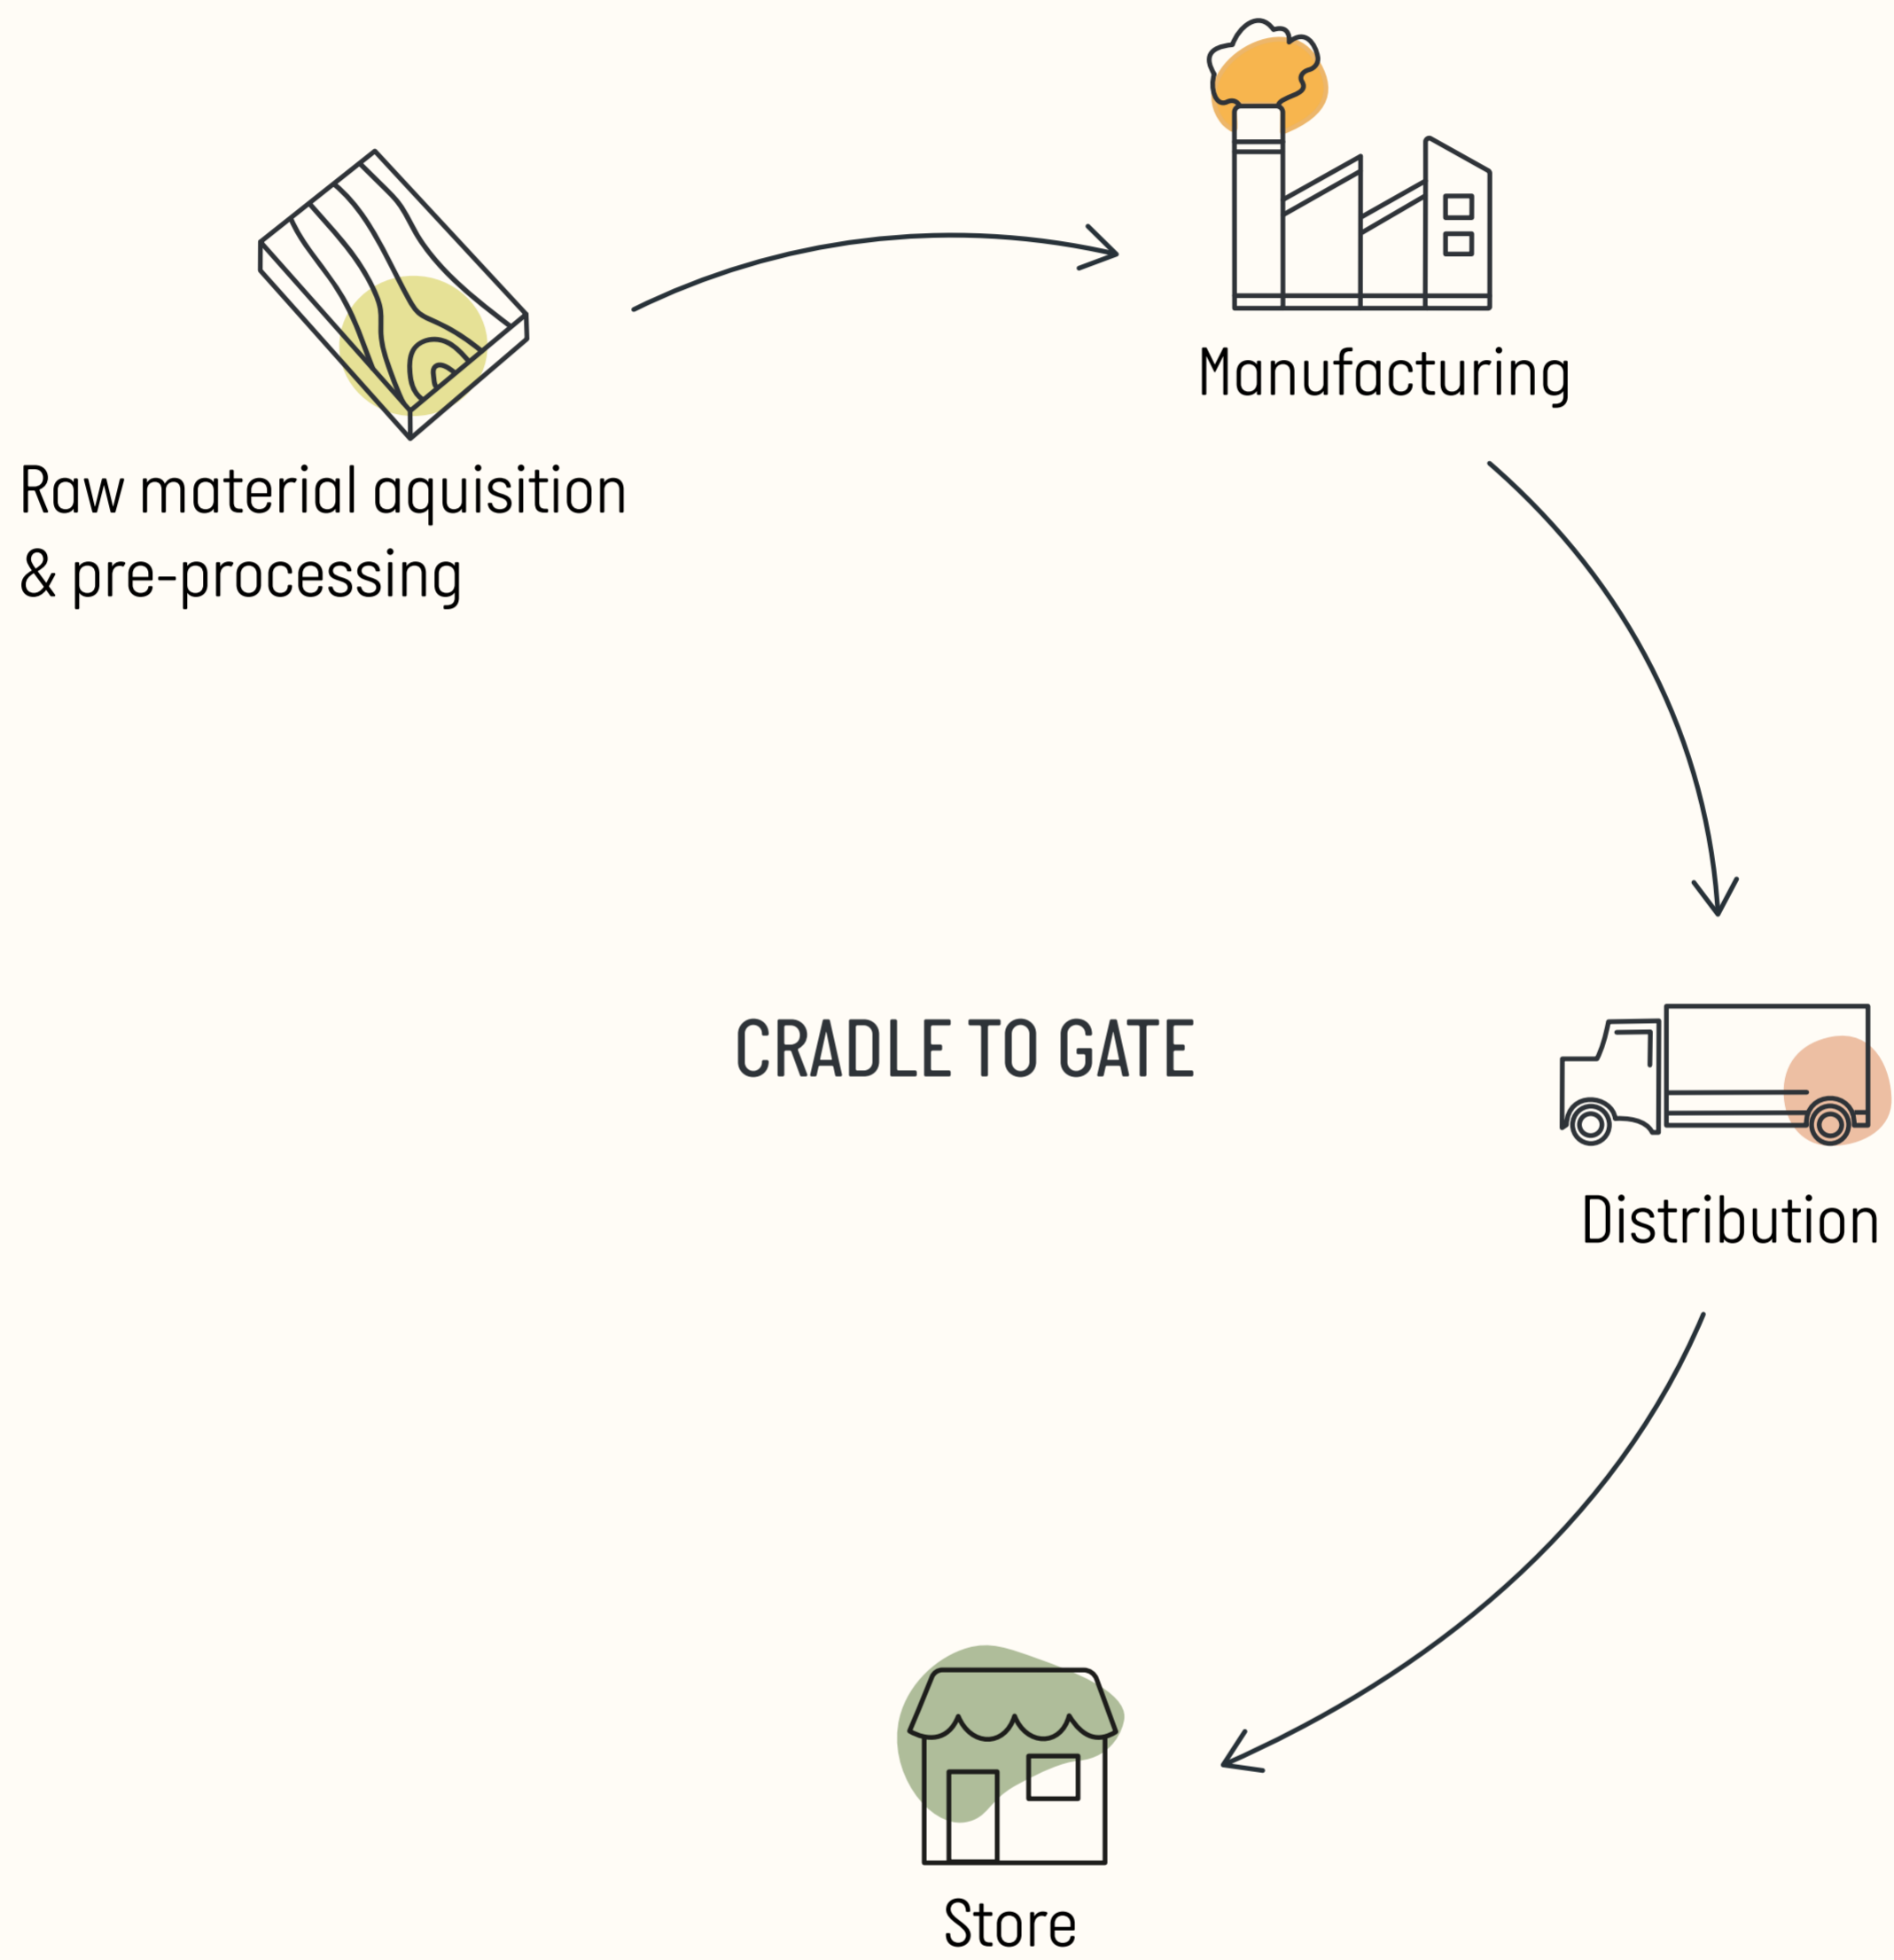 Manufacturing
Raw material aquisition
& pre-processing
CRADLE TO GATE
Distribution
Store